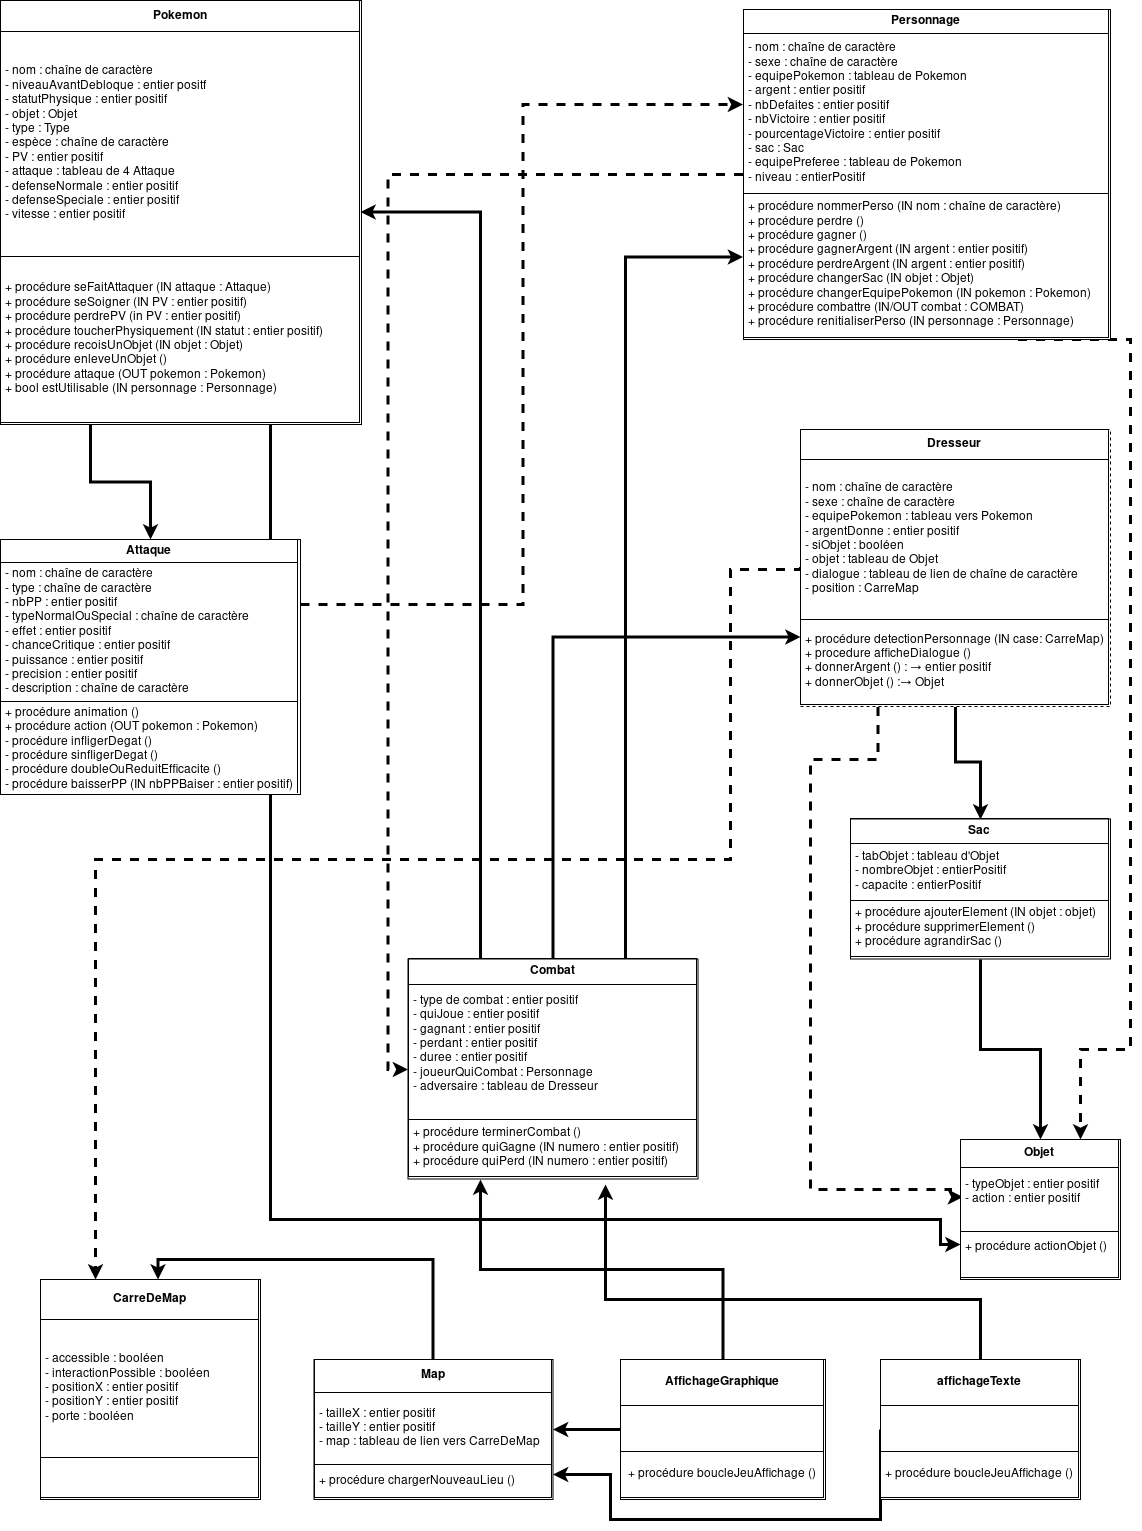 Pokemon
- nom : chaîne de caractère
- niveauAvantDebloque : entier positf
- statutPhysique : entier positif
- objet : Objet
- type : Type
- espèce : chaîne de caractère
- PV : entier positif
- attaque : tableau de 4 Attaque
- defenseNormale : entier positif
- defenseSpeciale : entier positif
- vitesse : entier positif
+ procédure seFaitAttaquer (IN attaque : Attaque)
+ procédure seSoigner (IN PV : entier positif)
+ procédure perdrePV (in PV : entier positif)
+ procédure toucherPhysiquement (IN statut : entier positif)
+ procédure recoisUnObjet (IN objet : Objet)
+ procédure enleveUnObjet ()
+ procédure attaque (OUT pokemon : Pokemon)
+ bool estUtilisable (IN personnage : Personnage)
Personnage
- nom : chaîne de caractère
- sexe : chaîne de caractère
- equipePokemon : tableau de Pokemon
- argent : entier positif
- nbDefaites : entier positif
- nbVictoire : entier positif
- pourcentageVictoire : entier positif
- sac : Sac
- equipePreferee : tableau de Pokemon
- niveau : entierPositif
+ procédure nommerPerso (IN nom : chaîne de caractère)
+ procédure perdre ()
+ procédure gagner ()
+ procédure gagnerArgent (IN argent : entier positif)
+ procédure perdreArgent (IN argent : entier positif)
+ procédure changerSac (IN objet : Objet)
+ procédure changerEquipePokemon (IN pokemon : Pokemon)
+ procédure combattre (IN/OUT combat : COMBAT)
+ procédure renitialiserPerso (IN personnage : Personnage)
Dresseur
- nom : chaîne de caractère
- sexe : chaîne de caractère
- equipePokemon : tableau vers Pokemon
- argentDonne : entier positif
- siObjet : booléen
- objet : tableau de Objet
- dialogue : tableau de lien de chaîne de caractère
- position : CarreMap
+ procédure detectionPersonnage (IN case: CarreMap)
+ procedure afficheDialogue ()
+ donnerArgent () : → entier positif
+ donnerObjet () :→ Objet
Attaque
- nom : chaîne de caractère
- type : chaîne de caractère
- nbPP : entier positif
- typeNormalOuSpecial : chaîne de caractère
- effet : entier positif
- chanceCritique : entier positif
- puissance : entier positif
- precision : entier positif
- description : chaîne de caractère
+ procédure animation ()
+ procédure action (OUT pokemon : Pokemon)
- procédure infligerDegat ()
- procédure sinfligerDegat ()
- procédure doubleOuReduitEfficacite ()
- procédure baisserPP (IN nbPPBaiser : entier positif)
Sac
- tabObjet : tableau d'Objet
- nombreObjet : entierPositif
- capacite : entierPositif
+ procédure ajouterElement (IN objet : objet)
+ procédure supprimerElement ()
+ procédure agrandirSac ()
Combat
- type de combat : entier positif
- quiJoue : entier positif
- gagnant : entier positif
- perdant : entier positif
- duree : entier positif
- joueurQuiCombat : Personnage
- adversaire : tableau de Dresseur
+ procédure terminerCombat ()
+ procédure quiGagne (IN numero : entier positif)
+ procédure quiPerd (IN numero : entier positif)
Objet
- typeObjet : entier positif
- action : entier positif
+ procédure actionObjet ()
CarreDeMap
- accessible : booléen
- interactionPossible : booléen
- positionX : entier positif
- positionY : entier positif
- porte : booléen
Map
- tailleX : entier positif
- tailleY : entier positif
- map : tableau de lien vers CarreDeMap
+ procédure chargerNouveauLieu ()
AffichageGraphique
+ procédure boucleJeuAffichage ()
affichageTexte
+ procédure boucleJeuAffichage ()